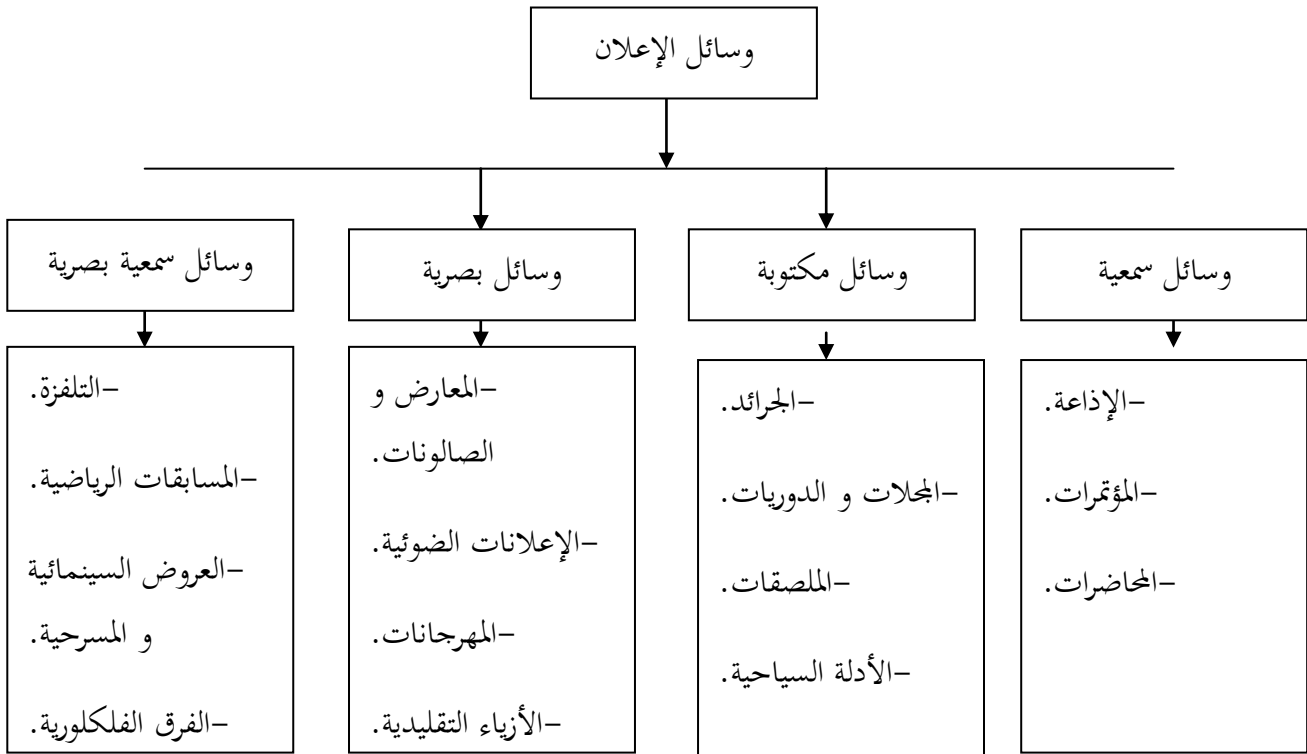 وسائل الإعلان
وسائل سمعية
وسائل مكتوبة
وسائل بصرية
وسائل سمعية بصرية
-الإذاعة.
-المؤتمرات.
-المحاضرات.
-الجرائد.
-المجلات و الدوريات.
-الملصقات.
-الأدلة السياحية.
-المعارض و
الصالونات.
-الإعلانات الضوئية.
-المهرجانات.
-الأزياء التقليدية.
-التلفزة.
-المسابقات الرياضية.
-العروض السينمائية
و المسرحية.
-الفرق الفلكلورية.